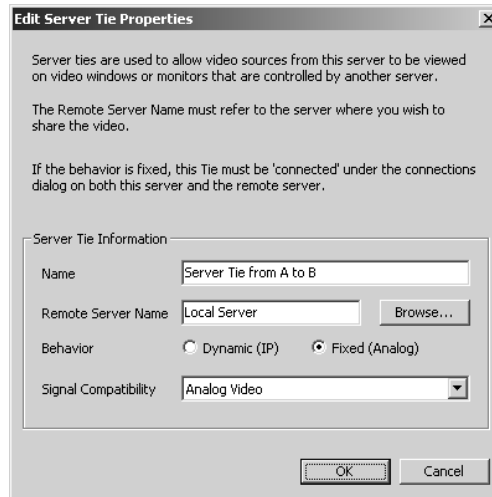 Edit Server Tie Properties
Server ties are used to allow video sources from this server to be viewed
on video windows or monitors that are controlled by another server.
The Remote Server Name must refer to the server where you wish to
share the video.
If the behavior is fixed, this Tie must be 'connected' under the connections
dialog on both this server and the remote server.
Server Tie Information
Name Server Tie from A to B
Remote Server Name Local Server Browse...
Behavior Dynamic (IP) Fixed (Analog)
Signal Compatibility Analog Video
OK Cancel